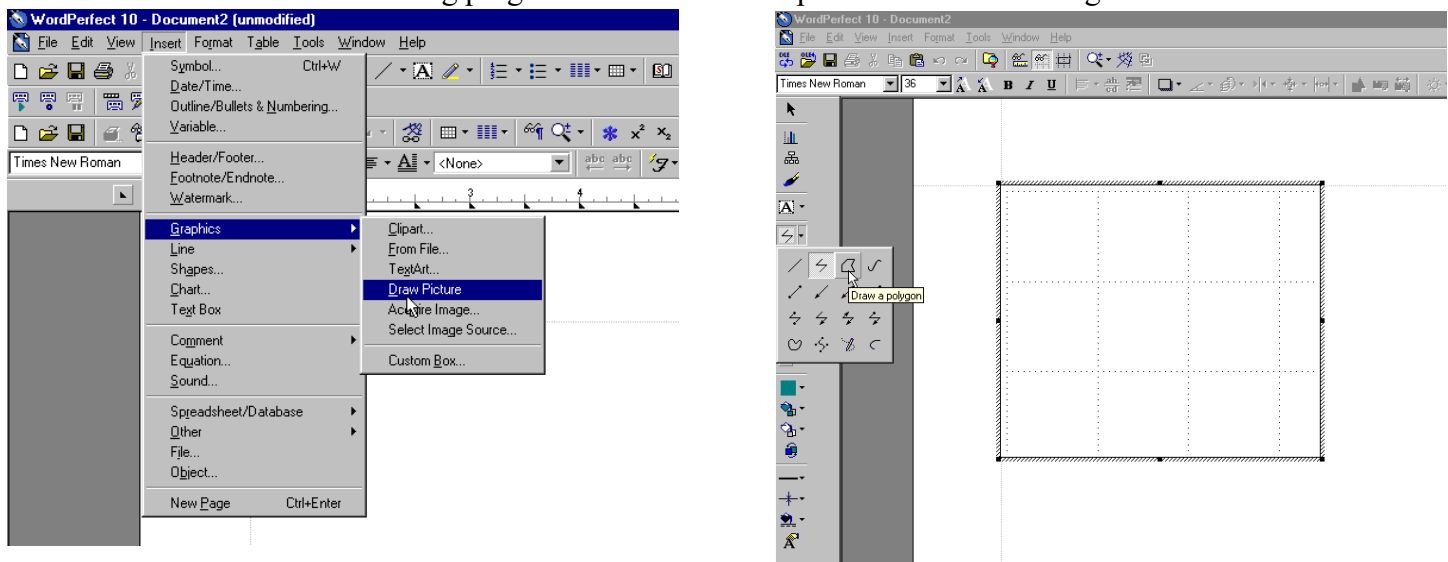 WordPerfect 10 - Document2 (unmodified)
File Edit View Insert Format Table Tools Window Help
Symbol... Ctrl+W
Date/Time...
Outline/Bullets & Numbering...
Variable...
Times New Roman
<None>
abc abc
Header/Footer...
Footnote/Endnote...
Watermark...
3 4
Graphics
Line
Shapes...
Chart...
Text Box
Comment
Equation...
Sound...
Spreadsheet/Database
Other
File...
Object...
New Page Ctrl+Enter
Clipart...
From File...
TextArt...
Draw Picture
Acquire Image...
Select Image Source...
Custom Box...
WordPerfect 10 - Document2
File Edit View Insert Format Tools Window Help
Times New Roman 36 B I U
Draw a polygon